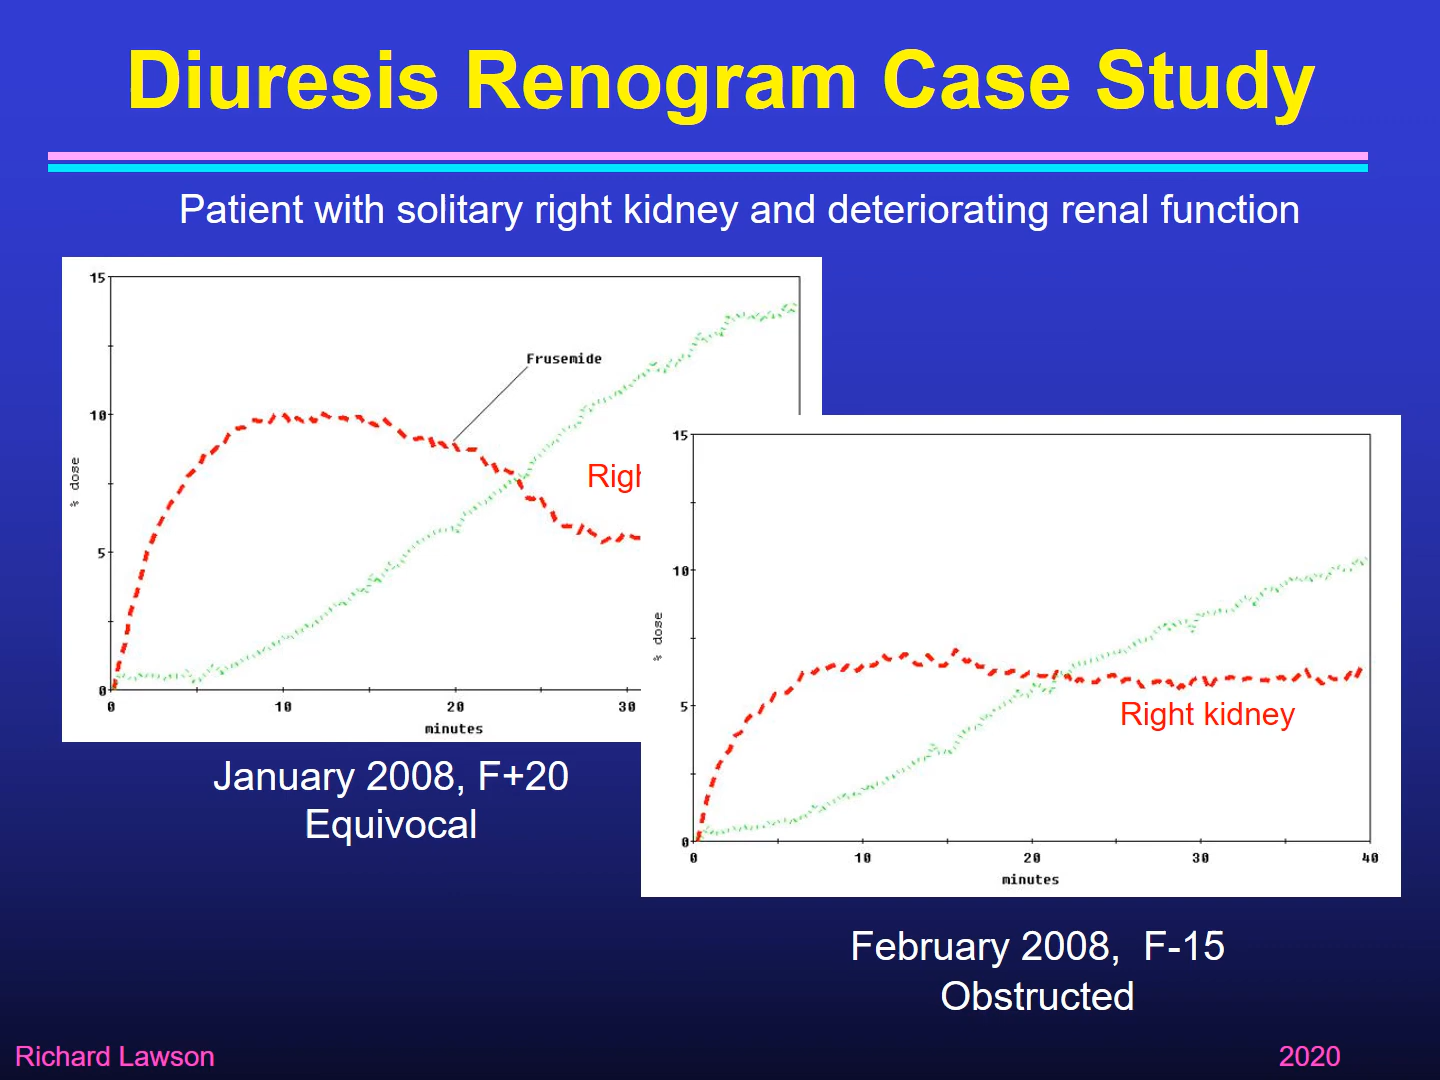 Diuresis Renogram Case Study
Patient with solitary right kidney and deteriorating renal function
15
10
5
0
% dose
Frusemide
Righ
0 10 20 30
minutes
January 2008, F+20
Equivocal
15
10
5
0
% dose
Right kidney
0 10 20 30 40
minutes
February 2008, F-15
Obstructed
Richard Lawson
2020